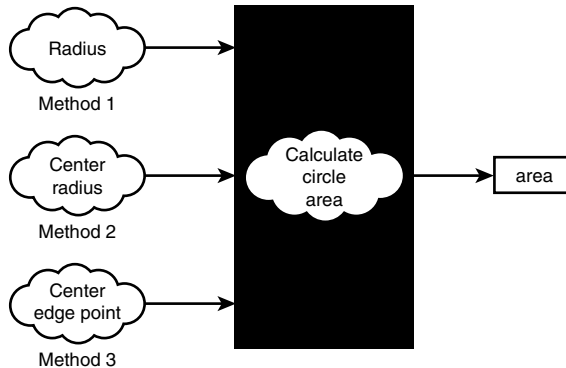 Radius
Method 1
Center
radius
Method 2
Center
edge point
Method 3
Calculate
circle
area
area